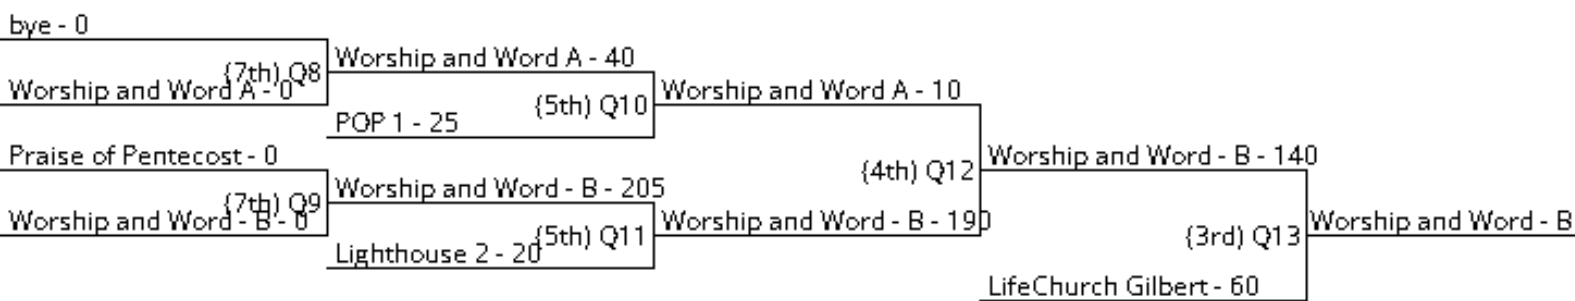 bye - 0
Worship and Word A - 40
(7th) Q8
Worship and Word A - 0
Worship and Word A - 10
(5th) Q10
POP 1 - 25
Praise of Pentecost - 0
(4th) Q12
Worship and Word - B - 140
Worship and Word - B - 205
(7th) Q9
Worship and Word - B - 0
Worship and Word - B - 190
(5th) Q11
Lighthouse 2 - 20
(3rd) Q13
Worship and Word - B
LifeChurch Gilbert - 60